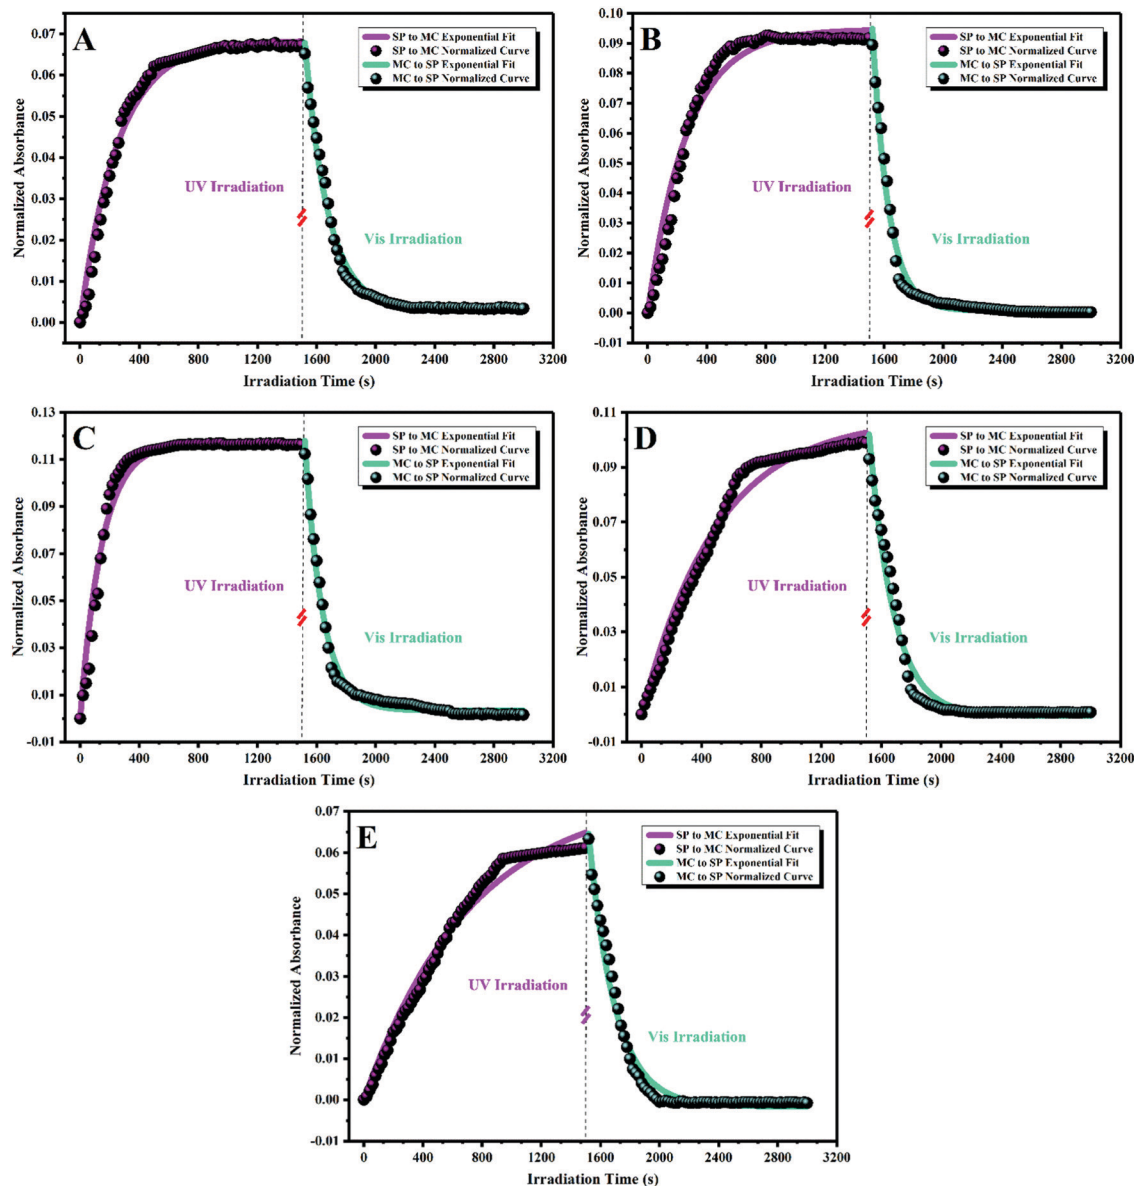 A
SP to MC Exponential Fit
SP to MC Normalized Curve
MC to SP Exponential Fit
MC to SP Normalized Curve
UV Irradiation
Vis Irradiation
Normalized Absorbance
0.07
0.06
0.05
0.04
0.03
0.02
0.01
0.00
0 400 800 1200 1600 2000 2400 2800 3200
Irradiation Time (s)
B
SP to MC Exponential Fit
SP to MC Normalized Curve
MC to SP Exponential Fit
MC to SP Normalized Curve
UV Irradiation
Vis Irradiation
Normalized Absorbance
0.10
0.09
0.08
0.07
0.06
0.05
0.04
0.03
0.02
0.01
0.00
-0.01
0 400 800 1200 1600 2000 2400 2800 3200
Irradiation Time (s)
C
SP to MC Exponential Fit
SP to MC Normalized Curve
MC to SP Exponential Fit
MC to SP Normalized Curve
UV Irradiation
Vis Irradiation
Normalized Absorbance
0.13
0.11
0.09
0.07
0.05
0.03
0.01
-0.01
0 400 800 1200 1600 2000 2400 2800 3200
Irradiation Time (s)
D
SP to MC Exponential Fit
SP to MC Normalized Curve
MC to SP Exponential Fit
MC to SP Normalized Curve
UV Irradiation
Vis Irradiation
Normalized Absorbance
0.11
0.09
0.07
0.05
0.03
0.01
-0.01
0 400 800 1200 1600 2000 2400 2800 3200
Irradiation Time (s)
E
SP to MC Exponential Fit
SP to MC Normalized Curve
MC to SP Exponential Fit
MC to SP Normalized Curve
UV Irradiation
Vis Irradiation
Normalized Absorbance
0.07
0.06
0.05
0.04
0.03
0.02
0.01
0.00
-0.01
0 400 800 1200 1600 2000 2400 2800 3200
Irradiation Time (s)